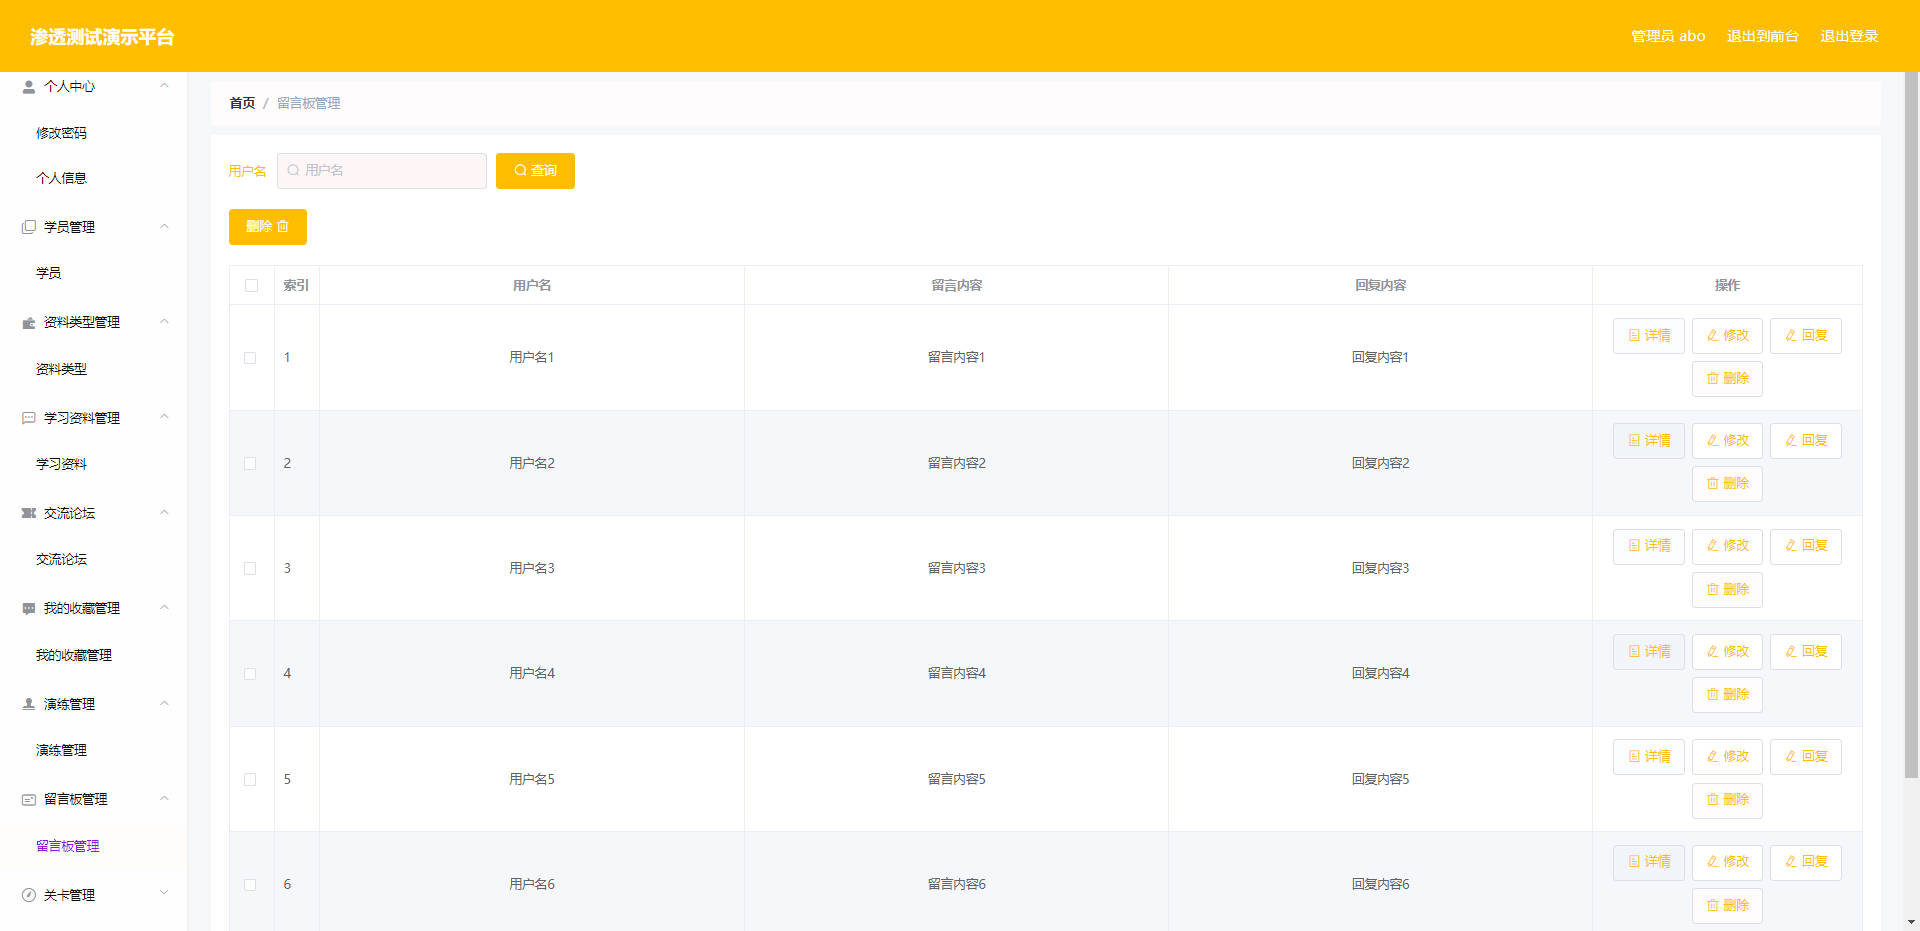 渗透测试演示平台
管理员 abo 退出到前台 退出登录
个人中心
修改密码
个人信息
学员管理
学员
资料类型管理
资料类型
学习资料管理
学习资料
交流论坛
交流论坛
我的收藏管理
我的收藏管理
演练管理
演练管理
留言板管理
留言板管理
关卡管理
首页 / 留言板管理
用户名 用户名 查询
删除
索引 用户名 留言内容 回复内容 操作
1 用户名1 留言内容1 回复内容1 详情 修改 回复
删除
2 用户名2 留言内容2 回复内容2 详情 修改 回复
删除
3 用户名3 留言内容3 回复内容3 详情 修改 回复
删除
4 用户名4 留言内容4 回复内容4 详情 修改 回复
删除
5 用户名5 留言内容5 回复内容5 详情 修改 回复
删除
6 用户名6 留言内容6 回复内容6 详情 修改 回复
删除